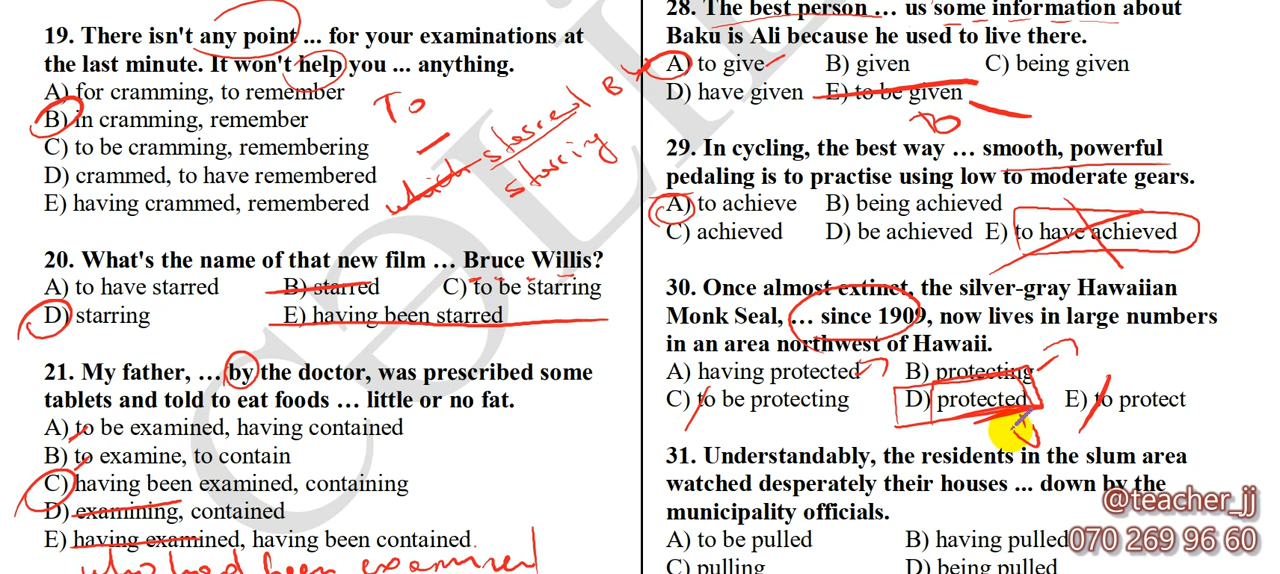 19. There isn't any point ... for your examinations at
the last minute. It won't help you ... anything.
A) for cramming, to remember
B) in cramming, remember
C) to be cramming, remembering
D) crammed, to have remembered
E) having crammed, remembered
To
which starred
starring
B
20. What's the name of that new film … Bruce Willis?
A) to have starred B) starred C) to be starring
D) starring E) having been starred
21. My father, … by the doctor, was prescribed some
tablets and told to eat foods … little or no fat.
A) to be examined, having contained
B) to examine, to contain
C) having been examined, containing
D) examining, contained
E) having examined, having been contained
who had been examined
28. The best person … us some information about
Baku is Ali because he used to live there.
A) to give B) given C) being given
D) have given E) to be given
To
29. In cycling, the best way … smooth, powerful
pedaling is to practise using low to moderate gears.
A) to achieve B) being achieved
C) achieved D) be achieved E) to have achieved
30. Once almost extinct, the silver-gray Hawaiian
Monk Seal, … since 1909, now lives in large numbers
in an area northwest of Hawaii.
A) having protected B) protecting
C) to be protecting D) protected E) to protect
31. Understandably, the residents in the slum area
watched desperately their houses ... down by the
municipality officials.
A) to be pulled B) having pulled
C) pulling D) being pulled
@teacher_jj
070 269 96 60